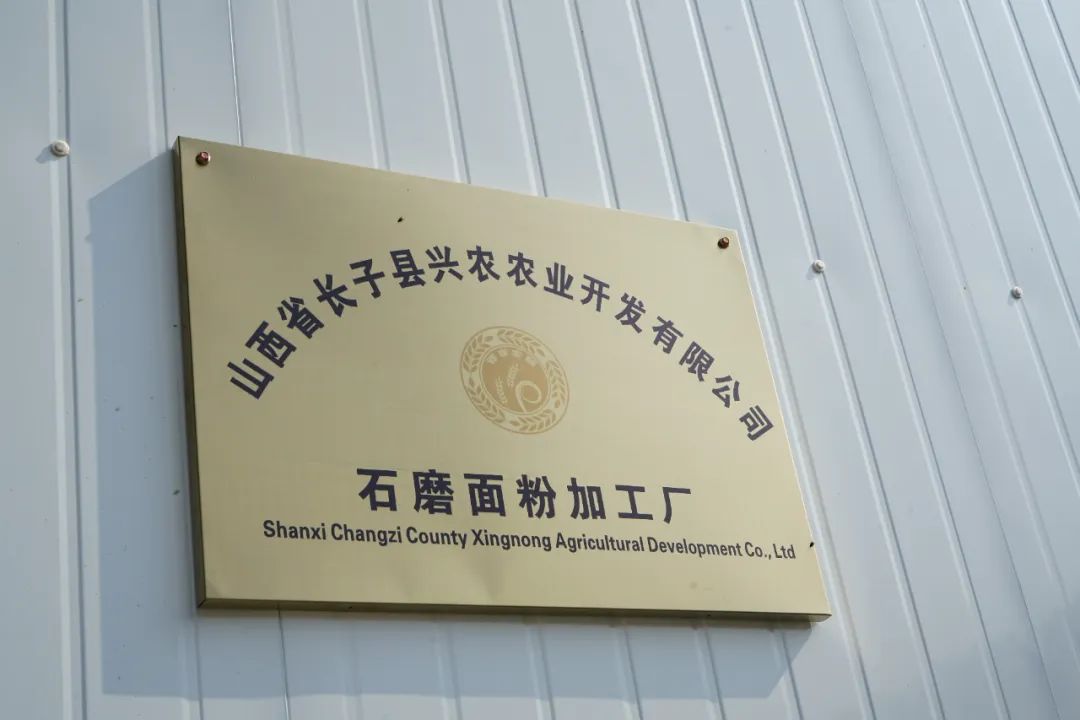 山西省长子县兴农农业开发有限公司
石磨面粉加工厂
Shanxi Changzi County Xingnong Agricultural Development Co., Ltd